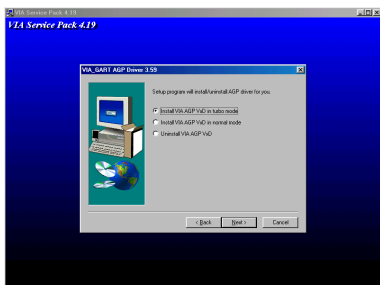 VIA Service Pack 4.19
VIA Service Pack 4.19
VIA_GART AGP Driver 3.59
Setup program will install/uninstall AGP driver for you.
Install VIA AGP VxD in turbo mode
Install VIA AGP VxD in normal mode
Uninstall VIA AGP VxD
< Back
Next >
Cancel